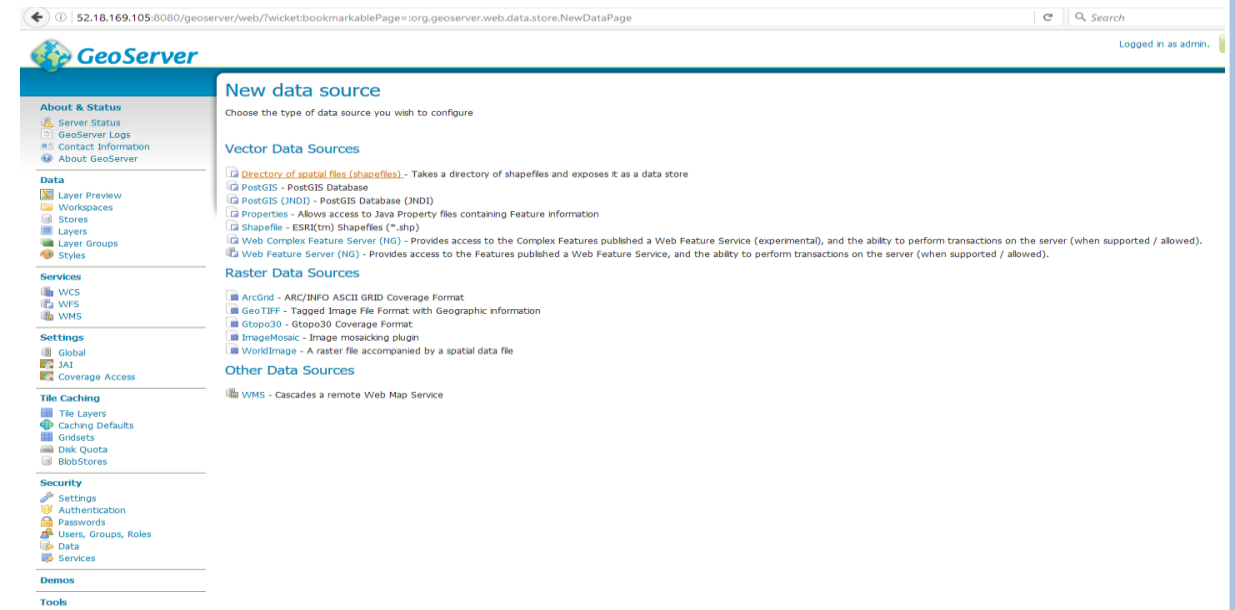 52.18.169.105:8080/geoserver/web/?wicket:bookmarkablePage=:org.geoserver.web.data.store.NewDataPage
Search
GeoServer
Logged in as admin.
About & Status
Server Status
GeoServer Logs
Contact Information
About GeoServer
Data
Layer Preview
Workspaces
Stores
Layers
Layer Groups
Styles
Services
WCS
WFS
WMS
Settings
Global
JAI
Coverage Access
Tile Caching
Tile Layers
Caching Defaults
Gridsets
Disk Quota
BlobStores
Security
Settings
Authentication
Passwords
Users, Groups, Roles
Data
Services
Demos
Tools
New data source
Choose the type of data source you wish to configure
Vector Data Sources
Directory of spatial files (shapefiles) - Takes a directory of shapefiles and exposes it as a data store
PostGIS - PostGIS Database
PostGIS (JNDI) - PostGIS Database (JNDI)
Properties - Allows access to Java Property files containing Feature information
Shapefile - ESRI(tm) Shapefiles (*.shp)
Web Complex Feature Server (NG) - Provides access to the Complex Features published a Web Feature Service (experimental), and the ability to perform transactions on the server (when supported / allowed).
Web Feature Server (NG) - Provides access to the Features published a Web Feature Service, and the ability to perform transactions on the server (when supported / allowed).
Raster Data Sources
ArcGrid - ARC/INFO ASCII GRID Coverage Format
GeoTIFF - Tagged Image File Format with Geographic information
Gtopo30 - Gtopo30 Coverage Format
ImageMosaic - Image mosaicking plugin
WorldImage - A raster file accompanied by a spatial data file
Other Data Sources
WMS - Cascades a remote Web Map Service